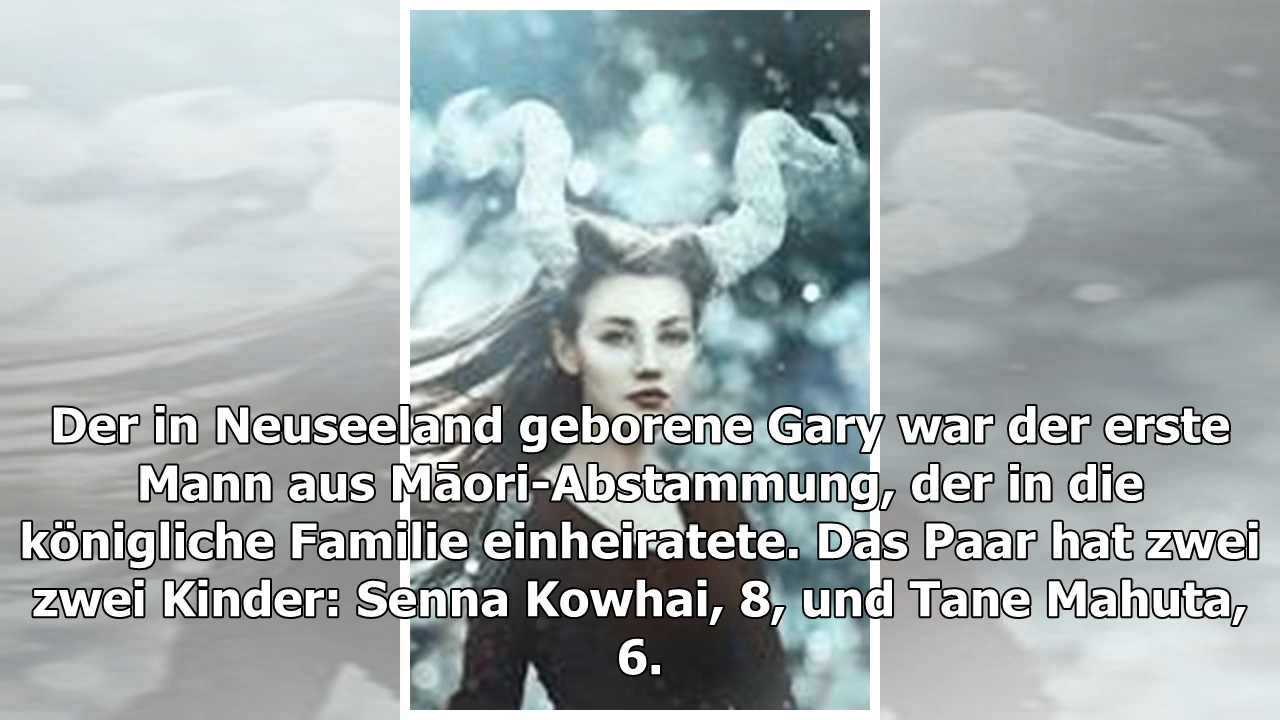 Der in Neuseeland geborene Gary war der erste
Mann aus Māori-Abstammung, der in die
königliche Familie einheiratete. Das Paar hat zwei
zwei Kinder: Senna Kowhai, 8, und Tane Mahuta,
6.